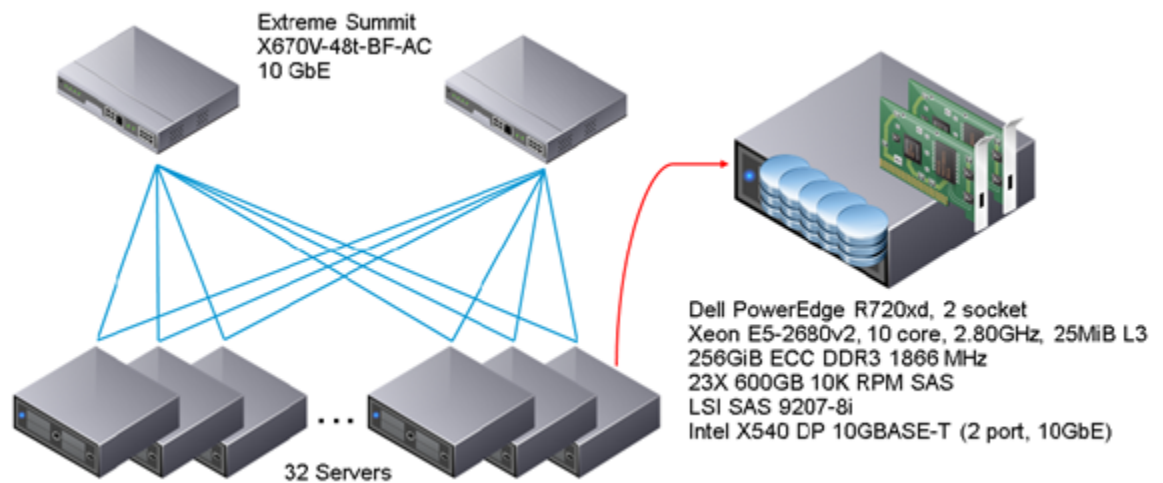 Extreme Summit
X670V-48t-BF-AC
10 GbE
Dell PowerEdge R720xd, 2 socket
Xeon E5-2680v2, 10 core, 2.80GHz, 25MiB L3
256GiB ECC DDR3 1866 MHz
23X 600GB 10K RPM SAS
LSI SAS 9207-8i
Intel X540 DP 10GBASE-T (2 port, 10GbE)
...
32 Servers